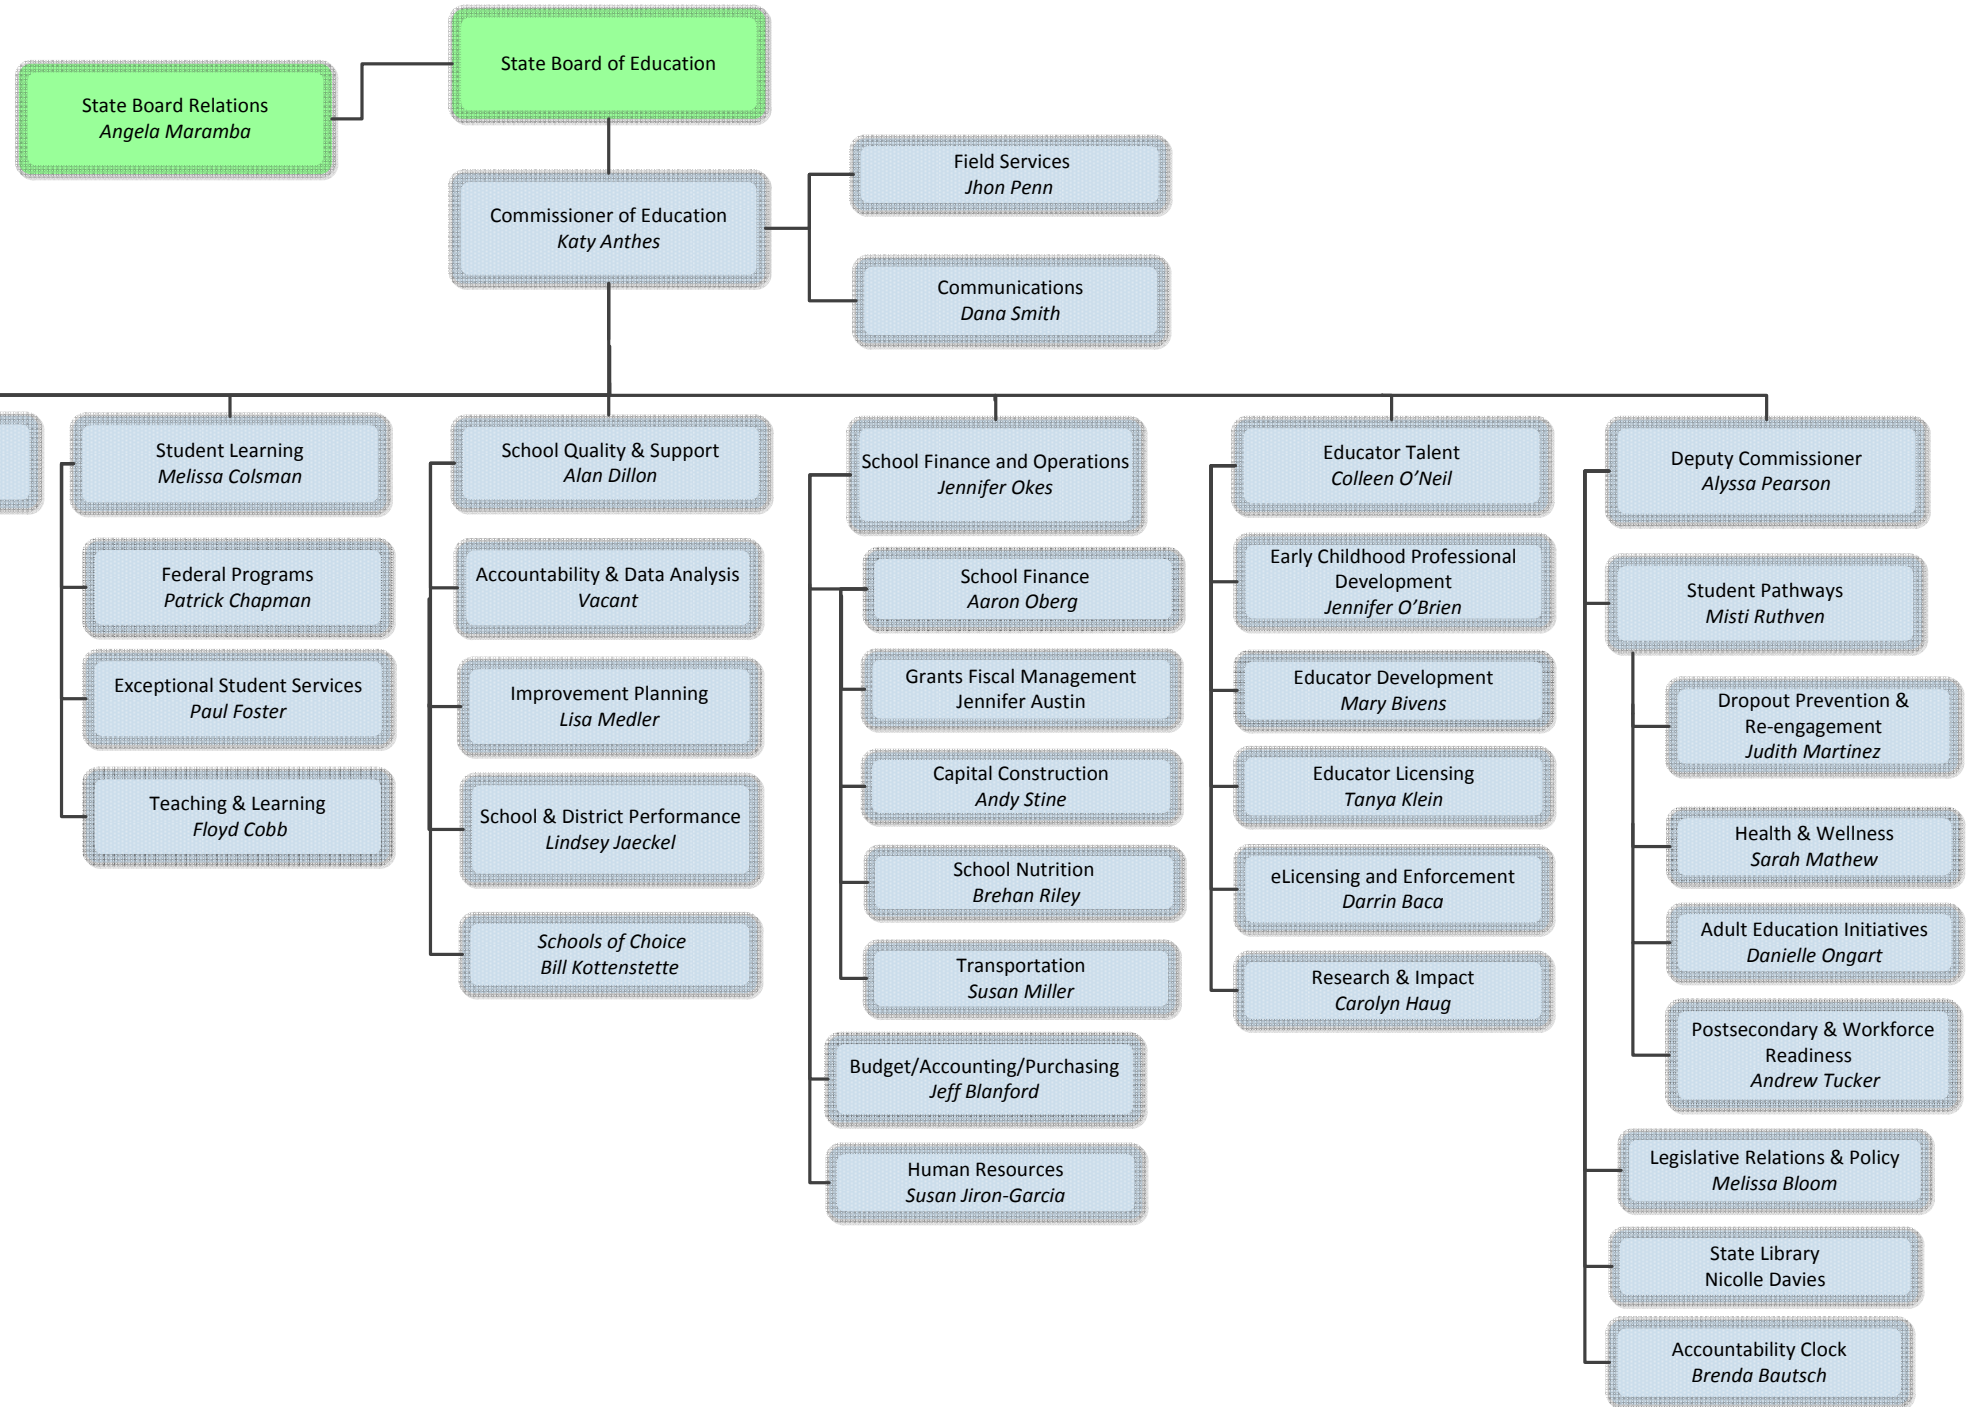 State Board of Education
State Board Relations
Angela Maramba
Commissioner of Education
Katy Anthes
Field Services
Jhon Penn
Communications
Dana Smith
Student Learning
Melissa Colsman
Federal Programs
Patrick Chapman
Exceptional Student Services
Paul Foster
Teaching & Learning
Floyd Cobb
School Quality & Support
Alan Dillon
Accountability & Data Analysis
Vacant
Improvement Planning
Lisa Medler
School & District Performance
Lindsey Jaeckel
Schools of Choice
Bill Kottenstette
School Finance and Operations
Jennifer Okes
School Finance
Aaron Oberg
Grants Fiscal Management
Jennifer Austin
Capital Construction
Andy Stine
School Nutrition
Brehan Riley
Transportation
Susan Miller
Budget/Accounting/Purchasing
Jeff Blanford
Human Resources
Susan Jiron-Garcia
Educator Talent
Colleen O’Neil
Early Childhood Professional
Development
Jennifer O’Brien
Educator Development
Mary Bivens
Educator Licensing
Tanya Klein
eLicensing and Enforcement
Darrin Baca
Research & Impact
Carolyn Haug
Deputy Commissioner
Alyssa Pearson
Student Pathways
Misti Ruthven
Dropout Prevention &
Re-engagement
Judith Martinez
Health & Wellness
Sarah Mathew
Adult Education Initiatives
Danielle Ongart
Postsecondary & Workforce
Readiness
Andrew Tucker
Legislative Relations & Policy
Melissa Bloom
State Library
Nicolle Davies
Accountability Clock
Brenda Bautsch